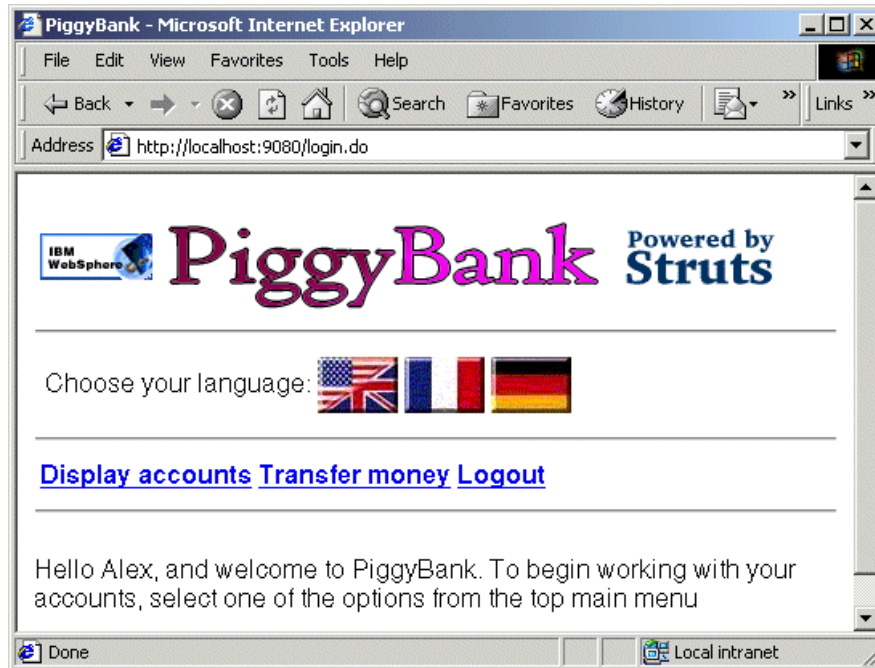 PiggyBank - Microsoft Internet Explorer
File Edit View Favorites Tools Help
Back Search Favorites History » Links »
Address http://localhost:9080/login.do
IBM
WebSphere
PiggyBank
Powered by
Struts
Choose your language:
Display accounts Transfer money Logout
Hello Alex, and welcome to PiggyBank. To begin working with your
accounts, select one of the options from the top main menu
Done Local intranet